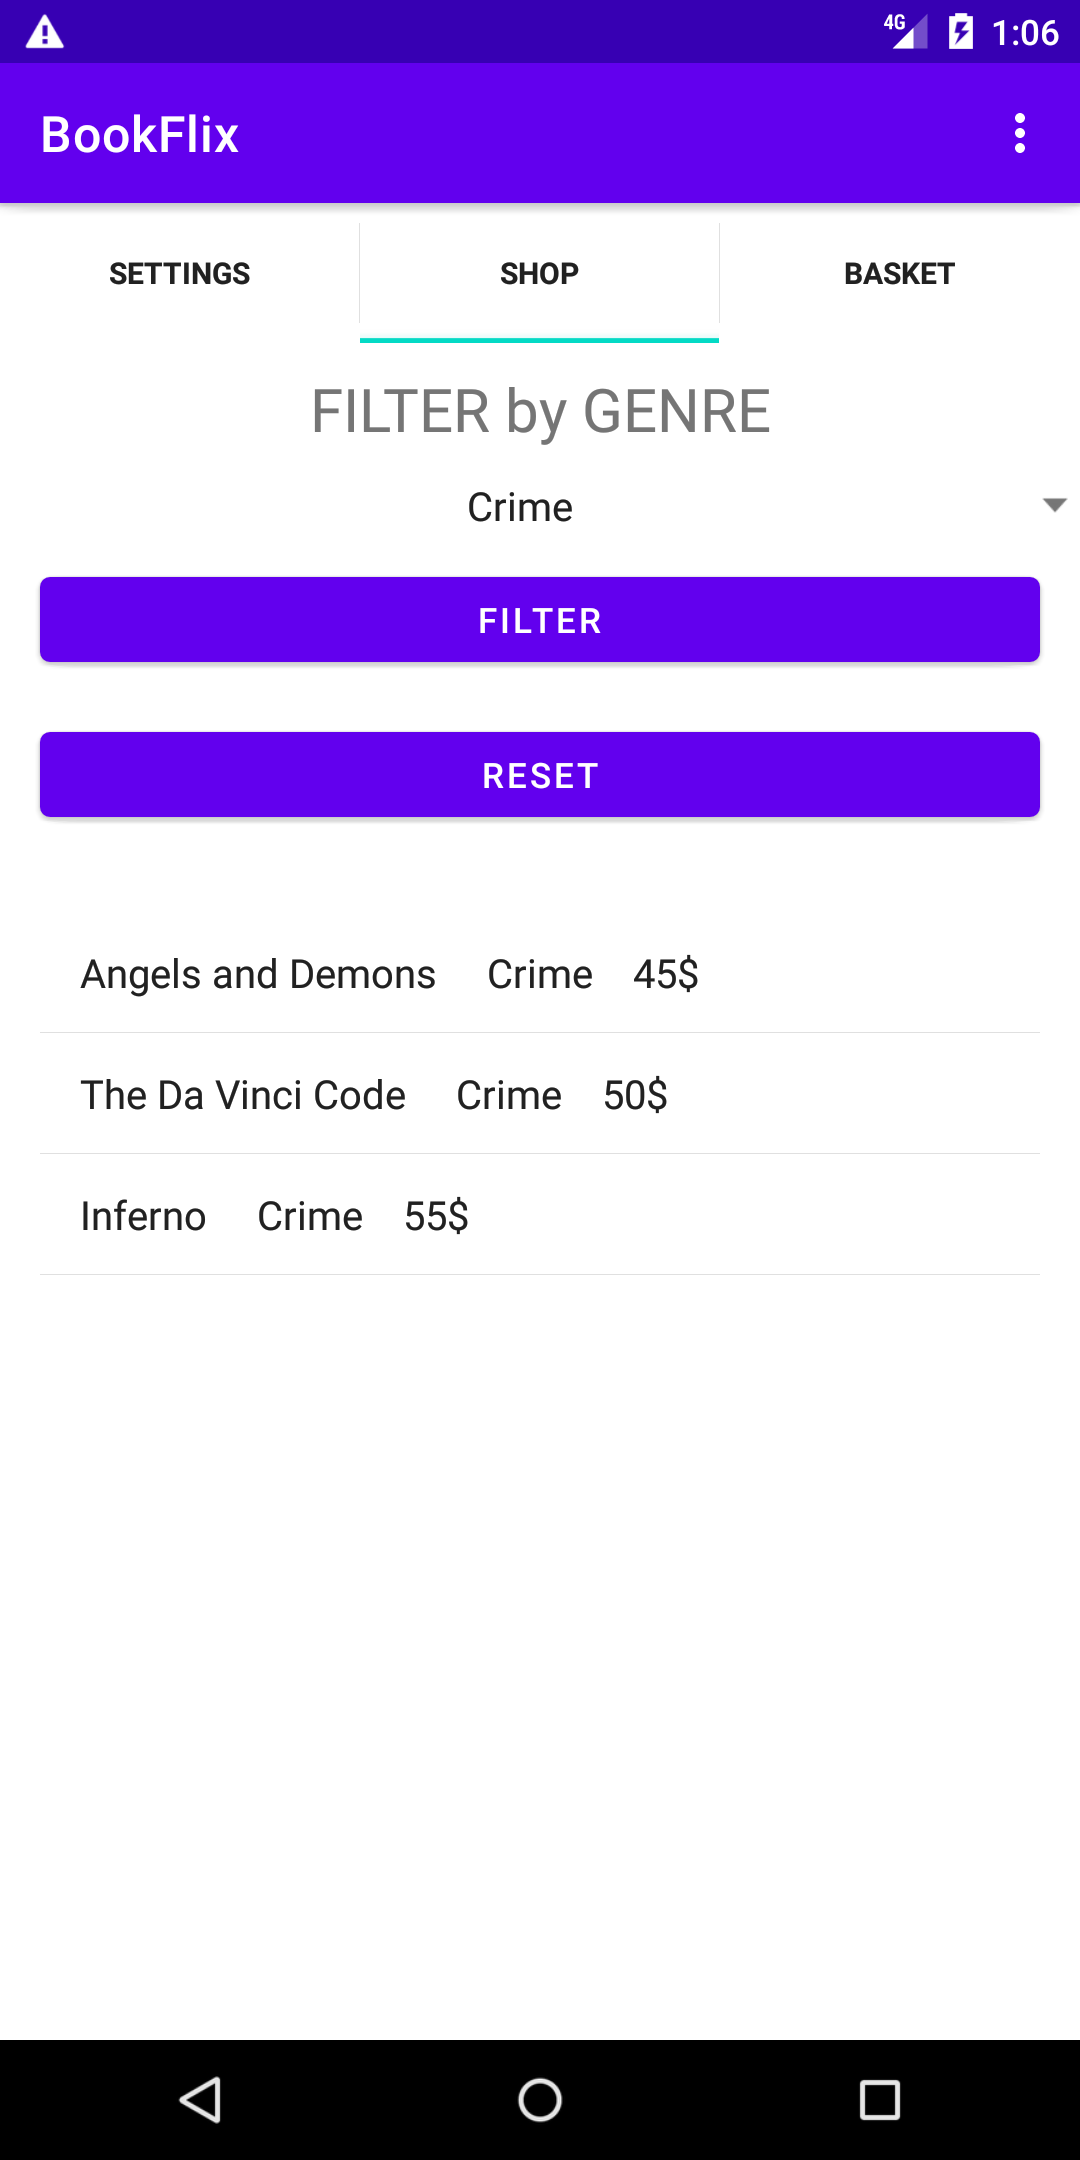 4G 1:06
BookFlix
SETTINGS SHOP BASKET
FILTER by GENRE
Crime
FILTER
RESET
Angels and Demons Crime 45$
The Da Vinci Code Crime 50$
Inferno Crime 55$